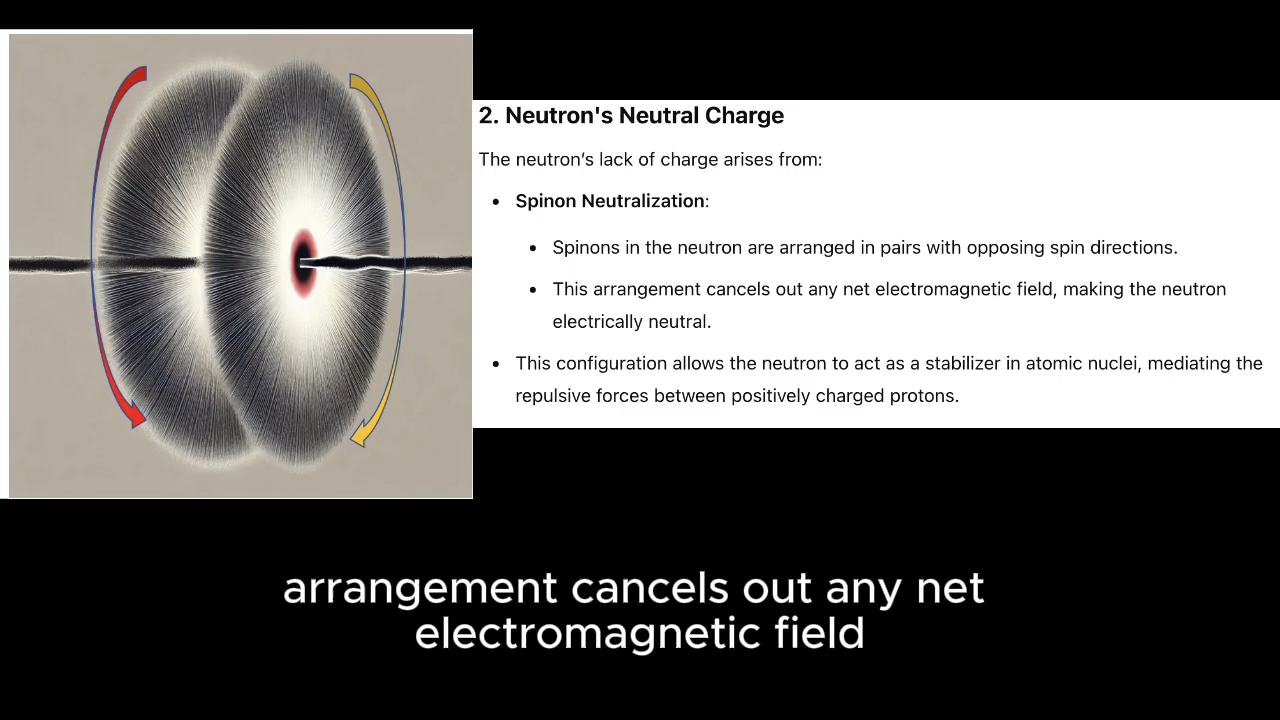 2. Neutron's Neutral Charge
The neutron’s lack of charge arises from:
• Spinon Neutralization:
• Spinons in the neutron are arranged in pairs with opposing spin directions.
• This arrangement cancels out any net electromagnetic field, making the neutron
electrically neutral.
• This configuration allows the neutron to act as a stabilizer in atomic nuclei, mediating the
repulsive forces between positively charged protons.
arrangement cancels out any net
electromagnetic field